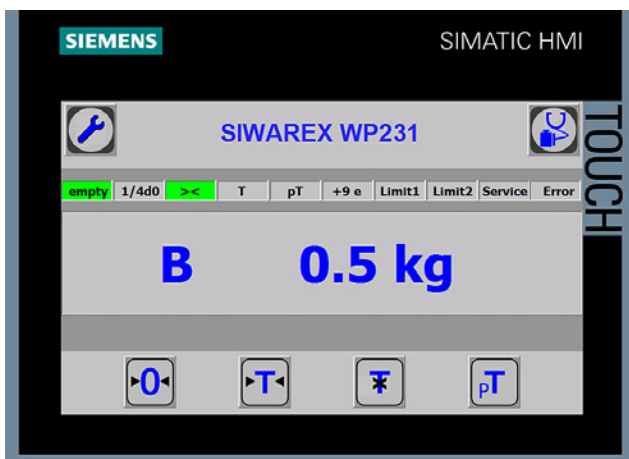 SIEMENS SIMATIC HMI
TOUCH
SIWAREX WP231
empty 1/4d0 >< T pT +9 e Limit1 Limit2 Service Error
B 0.5 kg
0 T T pT